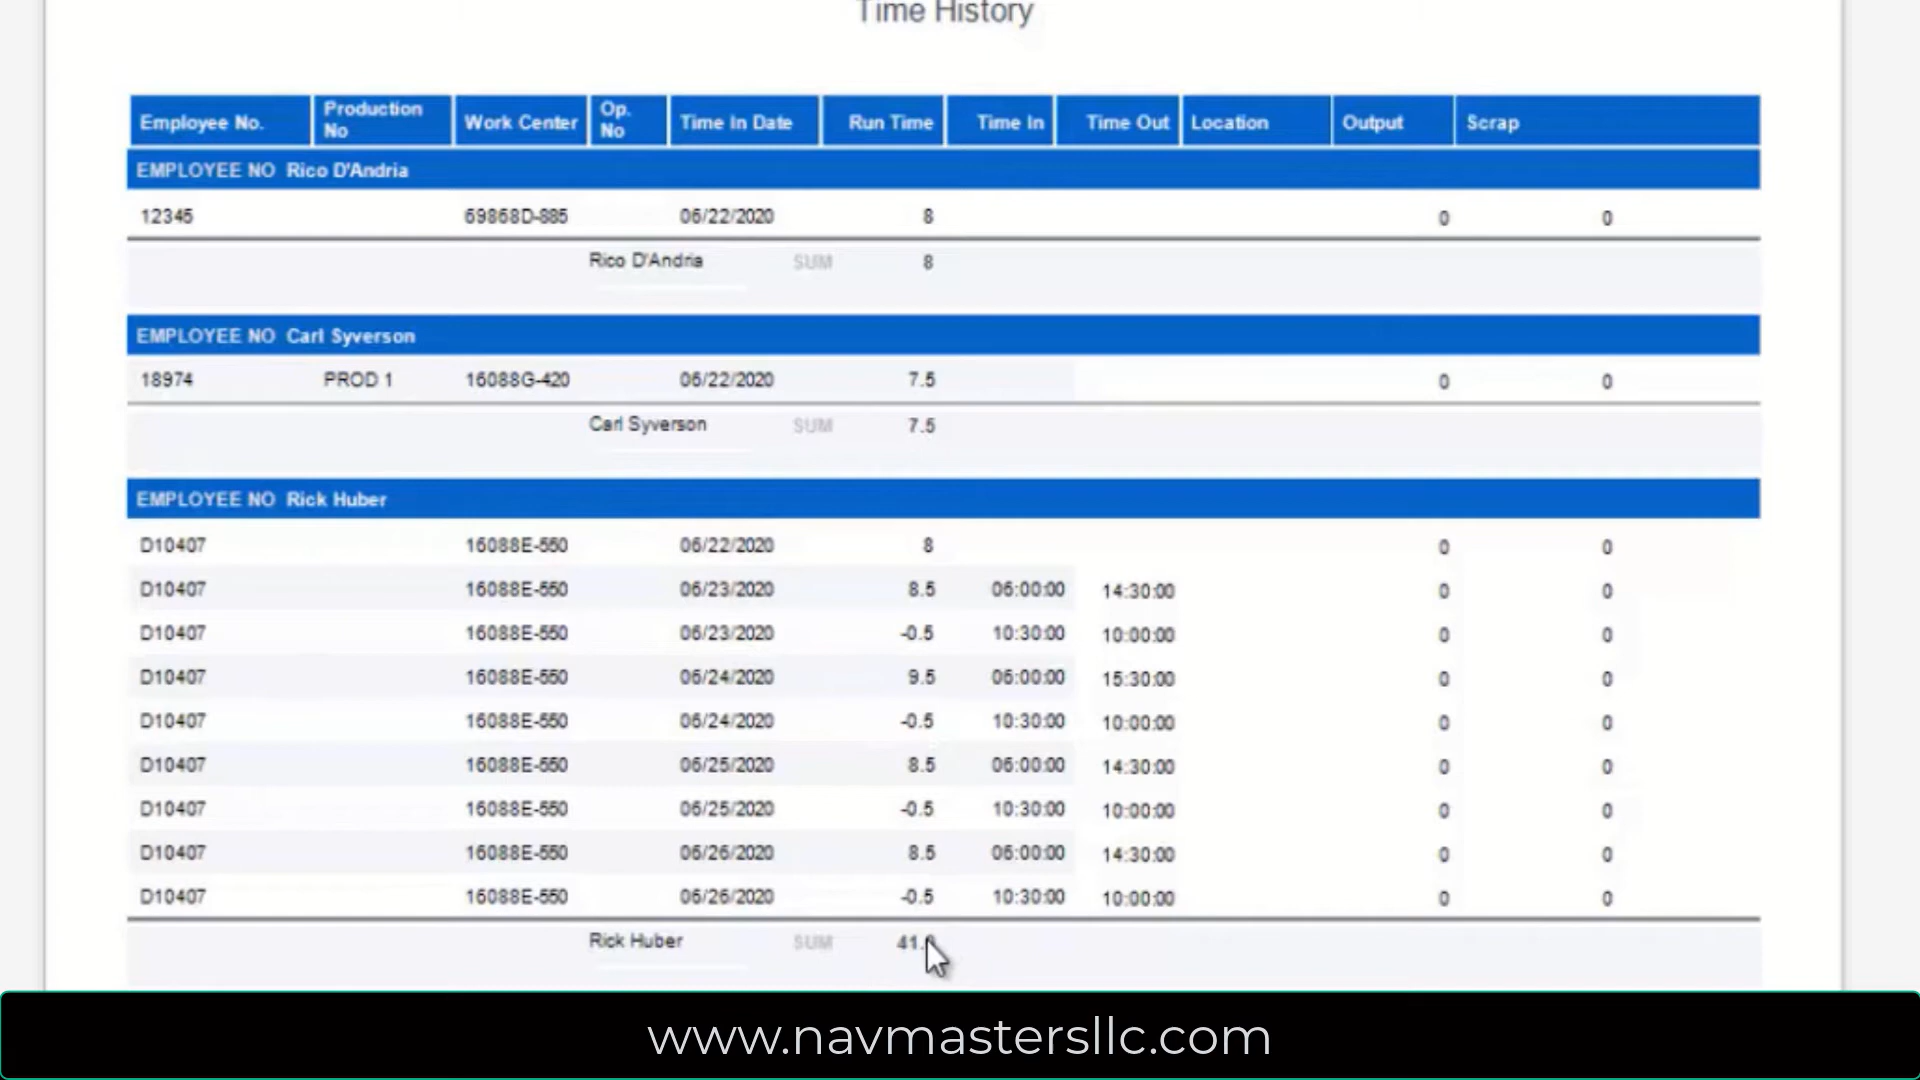 Time History
Employee No. Production No Work Center Op. No Time In Date Run Time Time In Time Out Location Output Scrap
EMPLOYEE NO Rico D'Andria
12345 69868D-885 06/22/2020 8 0 0
Rico D'Andria SUM 8
EMPLOYEE NO Carl Syverson
18974 PROD 1 16088G-420 06/22/2020 7.5 0 0
Carl Syverson SUM 7.5
EMPLOYEE NO Rick Huber
D10407 16088E-550 06/22/2020 8 0 0
D10407 16088E-550 06/23/2020 8.5 06:00:00 14:30:00 0 0
D10407 16088E-550 06/23/2020 -0.5 10:30:00 10:00:00 0 0
D10407 16088E-550 06/24/2020 9.5 06:00:00 15:30:00 0 0
D10407 16088E-550 06/24/2020 -0.5 10:30:00 10:00:00 0 0
D10407 16088E-550 06/25/2020 8.5 06:00:00 14:30:00 0 0
D10407 16088E-550 06/25/2020 -0.5 10:30:00 10:00:00 0 0
D10407 16088E-550 06/26/2020 8.5 06:00:00 14:30:00 0 0
D10407 16088E-550 06/26/2020 -0.5 10:30:00 10:00:00 0 0
Rick Huber SUM
www.navmastersllc.com